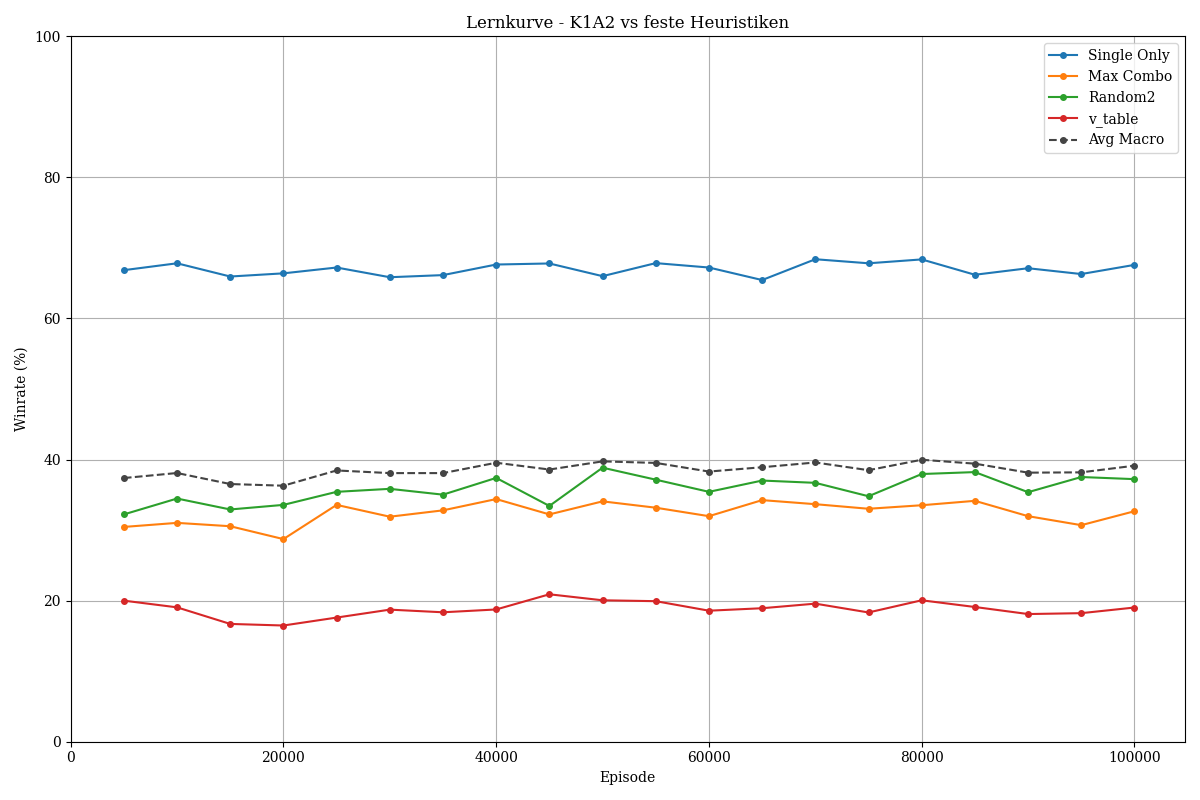 Lernkurve - K1A2 vs feste Heuristiken
100
80
60
40
20
0
Winrate (%)
Single Only
Max Combo
Random2
v_table
Avg Macro
0 20000 40000 60000 80000 100000
Episode